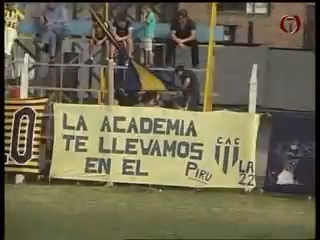 LA ACADEMIA
TE LLEVAMOS
EN EL PIRU
CAC
LA
22